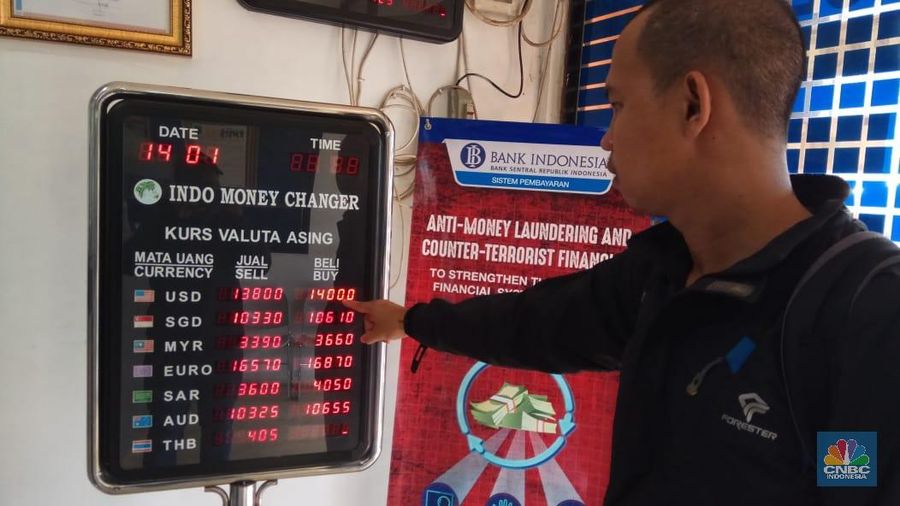 DATE
TIME
14 01
INDO MONEY CHANGER
KURS VALUTA ASING
MATA UANG JUAL BELI
CURRENCY SELL BUY
USD 13800 14000
SGD 10330 10610
MYR 3390 3660
EURO 16570 16870
SAR 3600 4050
AUD 10325 10655
THB 405 -
BANK INDONESIA
BANK SENTRAL REPUBLIK INDONESIA
SISTEM PEMBAYARAN
ANTI-MONEY LAUNDERING AND
COUNTER-TERRORIST
TO STRENGTHEN
FINANCIAL
FORESTER
CNBC
INDONESIA